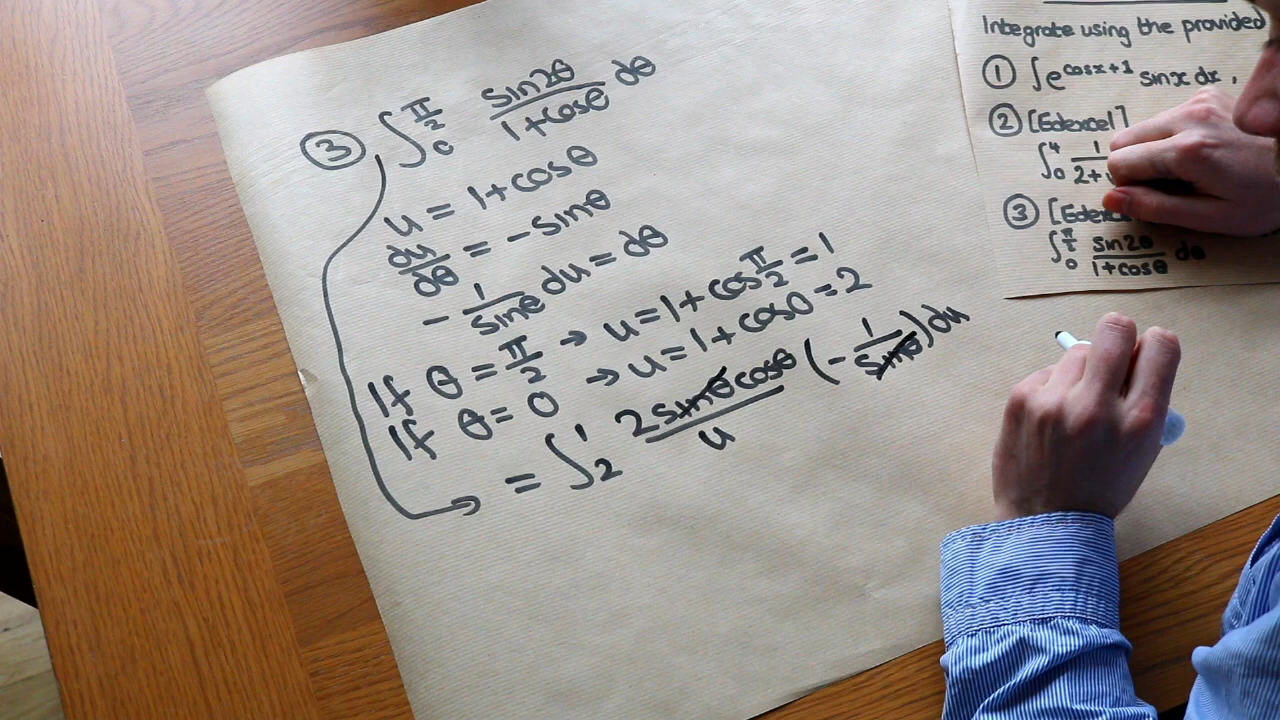 ③ ∫₀^(π/2) sin2θ/(1+cosθ) dθ
u = 1+cosθ
du/dθ = -sinθ
- 1/sinθ du = dθ
If θ = π/2 → u = 1+cos π/2 = 1
If θ = 0 → u = 1+cos0 = 2
= ∫₂¹ 2sinθcosθ/u (- 1/sinθ) du
Integrate using the provided
① ∫e^(cosx+1) sinx dx,
② [Edexcel]
∫₀⁴ 1/2+
③
∫₀^(π/2) sin2θ/(1+cosθ) dθ